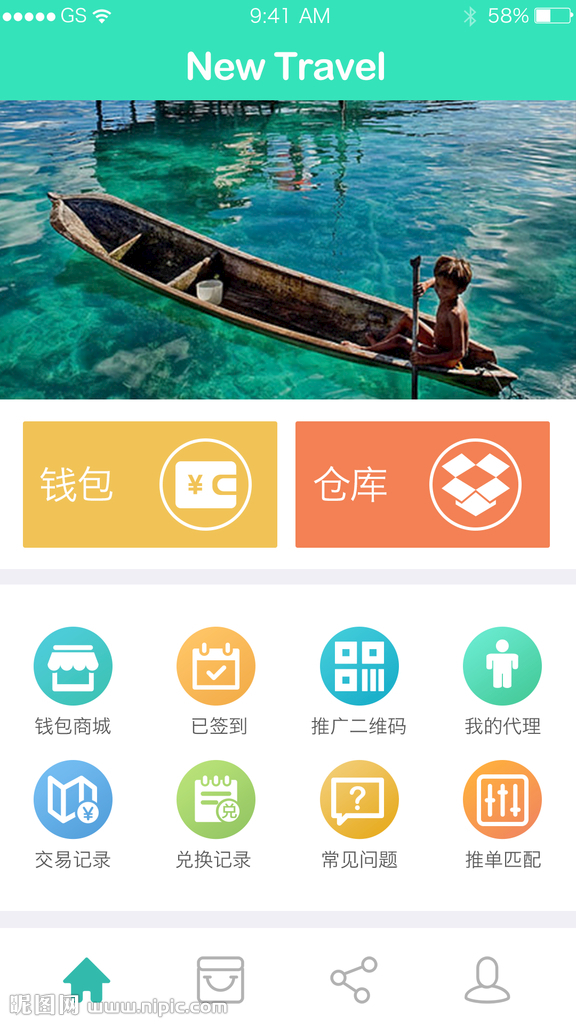 GS 9:41 AM 58%
New Travel
钱包 仓库
¥
钱包商城 已签到 推广二维码 我的代理
¥ 兑 ?
交易记录 兑换记录 常见问题 推单匹配
昵图网 www.nipic.com